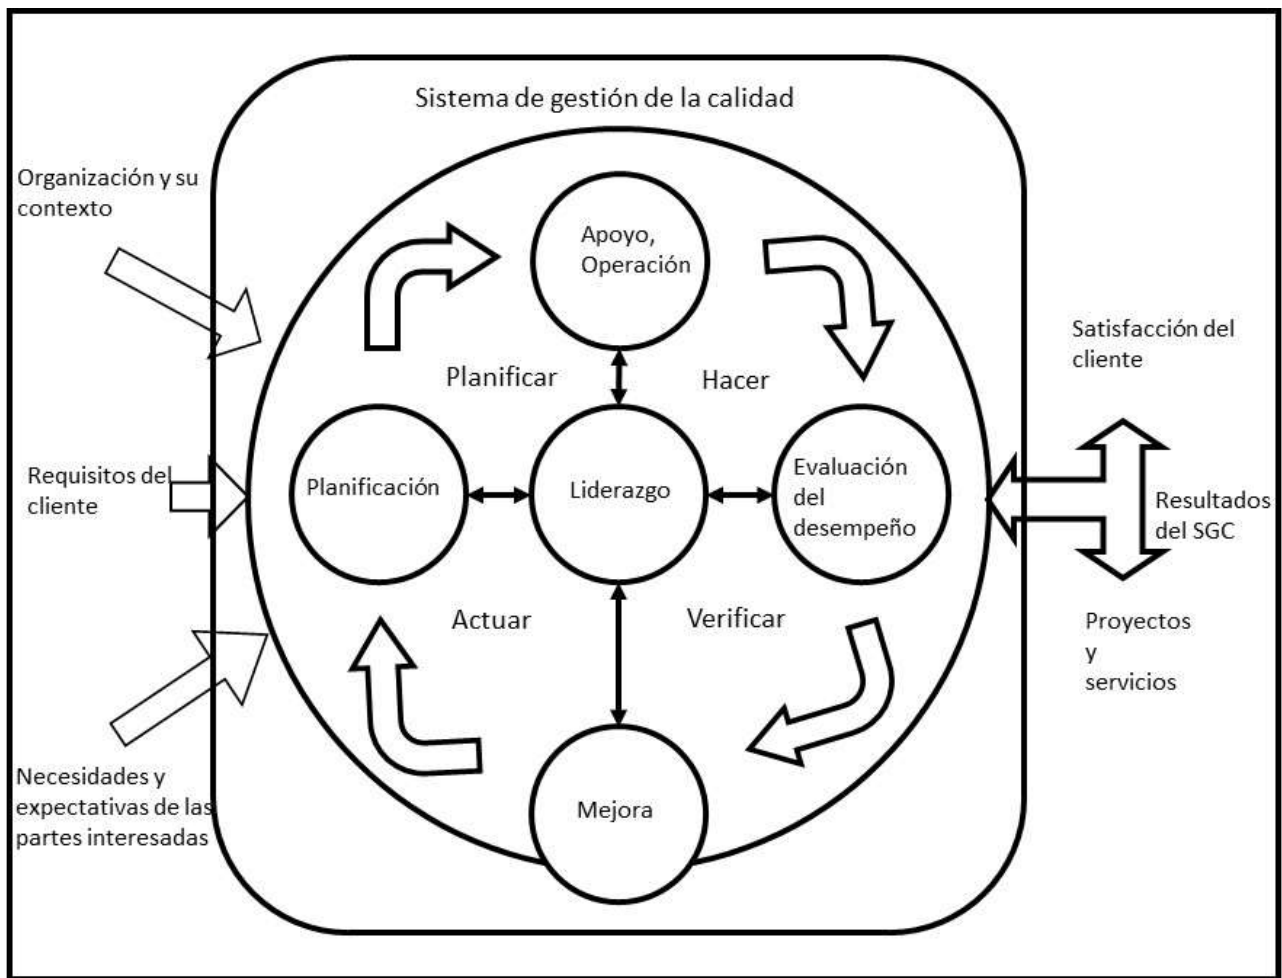 Sistema de gestión de la calidad
Organización y su
contexto
Apoyo,
Operación
Satisfacción del
cliente
Planificar
Hacer
Requisitos del
cliente
Planificación
Liderazgo
Evaluación
del
desempeño
Resultados
del SGC
Actuar
Verificar
Proyectos
y
servicios
Necesidades y
expectativas de las
partes interesadas
Mejora